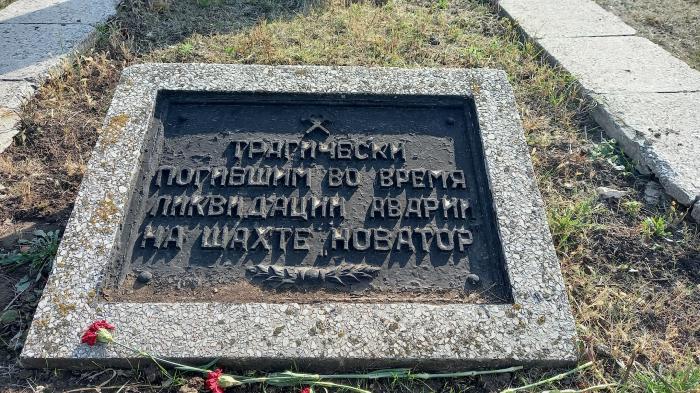 ТРАГИЧЕСКИ
ПОГИБШИМ ВО ВРЕМЯ
ЛИКВИДАЦИИ АВАРИИ
НА ШАХТЕ „НОВАТОР"